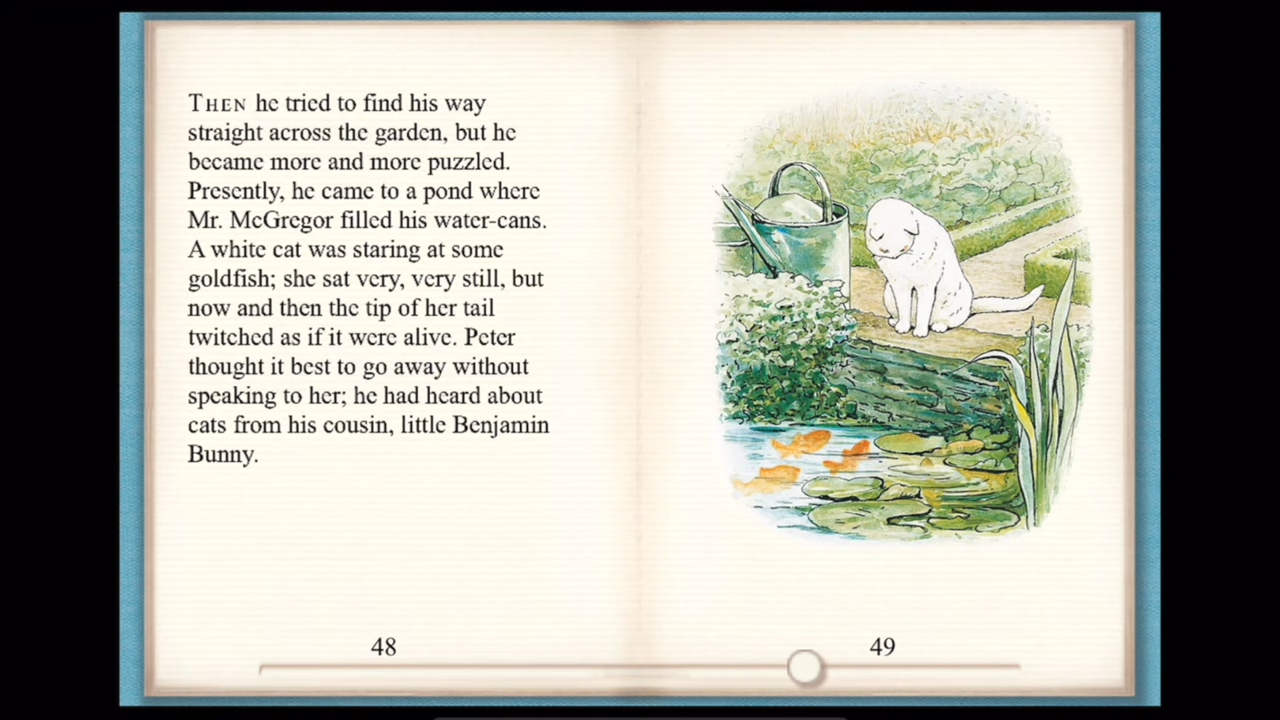 THEN he tried to find his way
straight across the garden, but he
became more and more puzzled.
Presently, he came to a pond where
Mr. McGregor filled his water-cans.
A white cat was staring at some
goldfish; she sat very, very still, but
now and then the tip of her tail
twitched as if it were alive. Peter
thought it best to go away without
speaking to her; he had heard about
cats from his cousin, little Benjamin
Bunny.
48
49